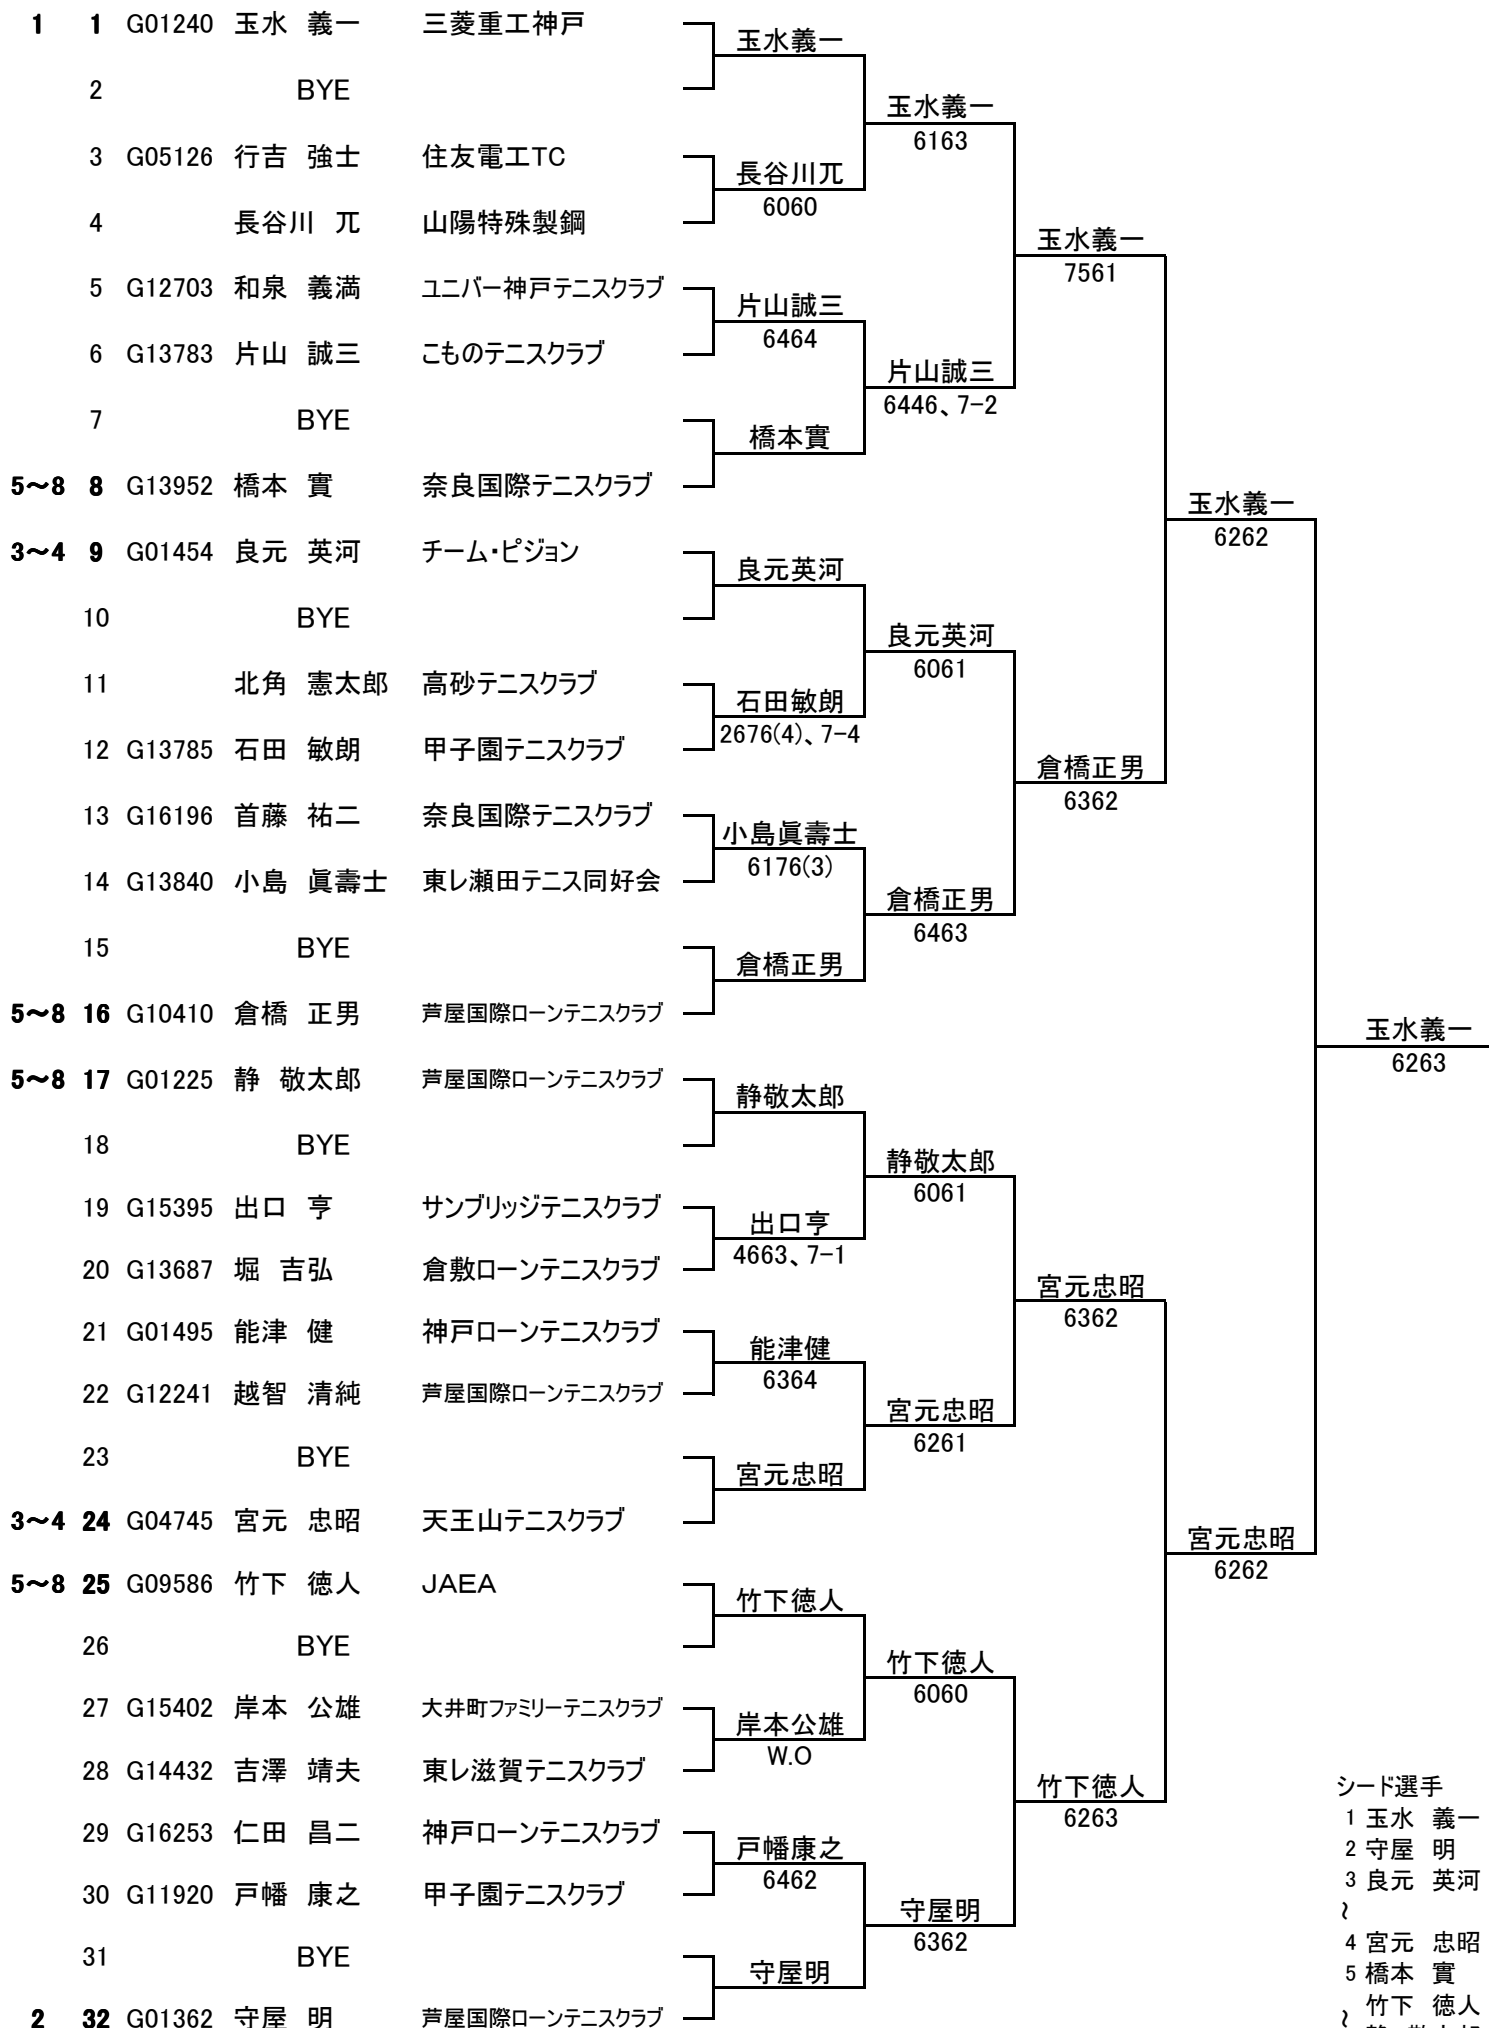 1 1 G01240 玉水 義一 三菱重工神戸
玉水義一
2 BYE
玉水義一
6163
3 G05126 行吉 強士 住友電工TC
長谷川兀
6060
4 長谷川 兀 山陽特殊製鋼
玉水義一
7561
5 G12703 和泉 義満 ユニバー神戸テニスクラブ
片山誠三
6464
6 G13783 片山 誠三 こものテニスクラブ
片山誠三
6446、7-2
7 BYE
橋本實
5～8 8 G13952 橋本 實 奈良国際テニスクラブ
玉水義一
6262
3～4 9 G01454 良元 英河 チーム・ピジョン
良元英河
10 BYE
良元英河
6061
11 北角 憲太郎 高砂テニスクラブ
石田敏朗
2676(4)、7-4
12 G13785 石田 敏朗 甲子園テニスクラブ
倉橋正男
6362
13 G16196 首藤 祐二 奈良国際テニスクラブ
小島眞壽士
6176(3)
14 G13840 小島 眞壽士 東レ瀬田テニス同好会
倉橋正男
6463
15 BYE
倉橋正男
5～8 16 G10410 倉橋 正男 芦屋国際ローンテニスクラブ
玉水義一
6263
5～8 17 G01225 静 敬太郎 芦屋国際ローンテニスクラブ
静敬太郎
18 BYE
静敬太郎
6061
19 G15395 出口 亨 サンブリッジテニスクラブ
出口亨
4663、7-1
20 G13687 堀 吉弘 倉敷ローンテニスクラブ
宮元忠昭
6362
21 G01495 能津 健 神戸ローンテニスクラブ
能津健
6364
22 G12241 越智 清純 芦屋国際ローンテニスクラブ
宮元忠昭
6261
23 BYE
宮元忠昭
3～4 24 G04745 宮元 忠昭 天王山テニスクラブ
宮元忠昭
6262
5～8 25 G09586 竹下 徳人 JAEA
竹下徳人
26 BYE
竹下徳人
6060
27 G15402 岸本 公雄 大井町ファミリーテニスクラブ
岸本公雄
W.O
28 G14432 吉澤 靖夫 東レ滋賀テニスクラブ
竹下徳人
6263
29 G16253 仁田 昌二 神戸ローンテニスクラブ
戸幡康之
6462
30 G11920 戸幡 康之 甲子園テニスクラブ
守屋明
6362
31 BYE
守屋明
2 32 G01362 守屋 明 芦屋国際ローンテニスクラブ
シード選手
1 玉水 義一
2 守屋 明
3 良元 英河
～
4 宮元 忠昭
5 橋本 實
～ 竹下 徳人